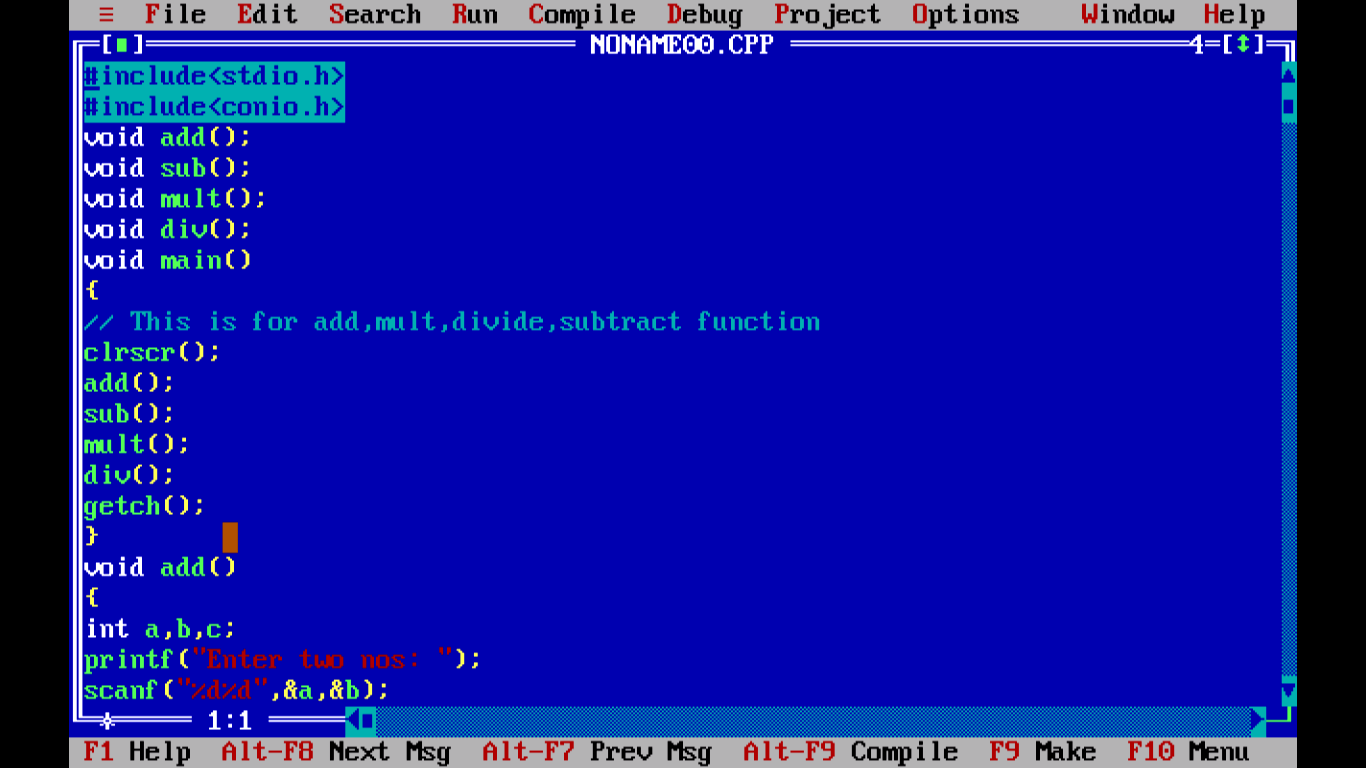 ≡ File Edit Search Run Compile Debug Project Options Window Help
[■] NONAME00.CPP 4=[↕]
#include<stdio.h>
#include<conio.h>
void add();
void sub();
void mult();
void div();
void main()
{
// This is for add,mult,divide,subtract function
clrscr();
add();
sub();
mult();
div();
getch();
}
void add()
{
int a,b,c;
printf("Enter two nos: ");
scanf("%d%d",&a,&b);
1:1
F1 Help Alt-F8 Next Msg Alt-F7 Prev Msg Alt-F9 Compile F9 Make F10 Menu